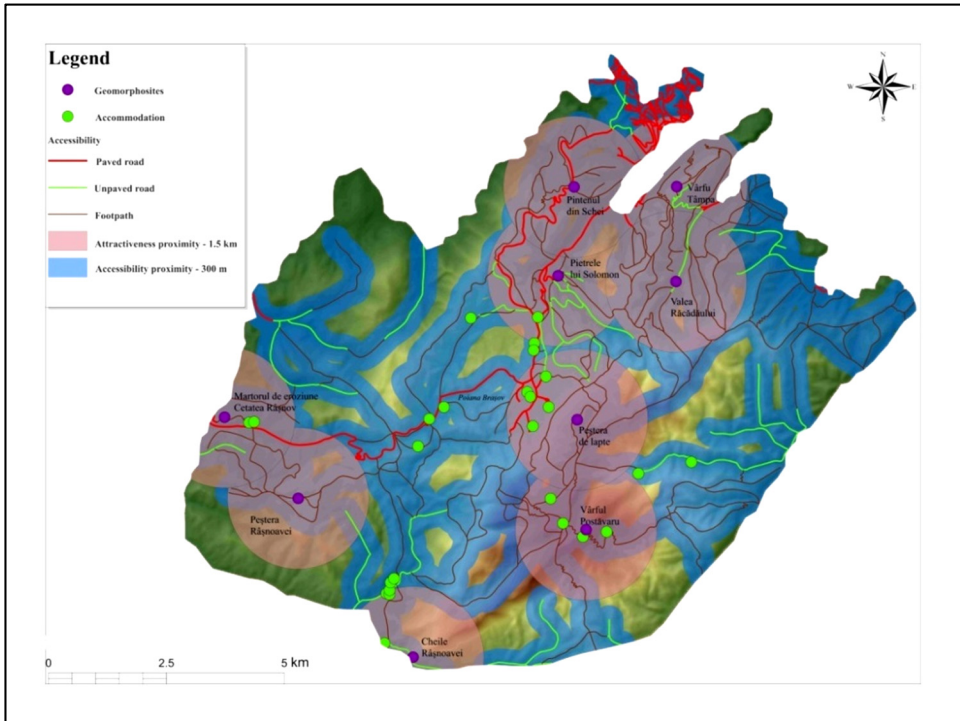 Legend
Geomorphosites
Accommodation
Accessibility
Paved road
Unpaved road
Footpath
Attractiveness proximity - 1.5 km
Accessibility proximity - 300 m
N
W
E
S
Pintenul
din Schei
Vârfu
Tâmpa
Pietrele
lui Solomon
Valea
Răcădăului
Poiana Brașov
Martorul de eroziune
Cetatea Râșnov
Peștera
de lapte
Peștera
Râșnoavei
Vârful
Postăvaru
Cheile
Râșnoavei
0
2.5
5 km